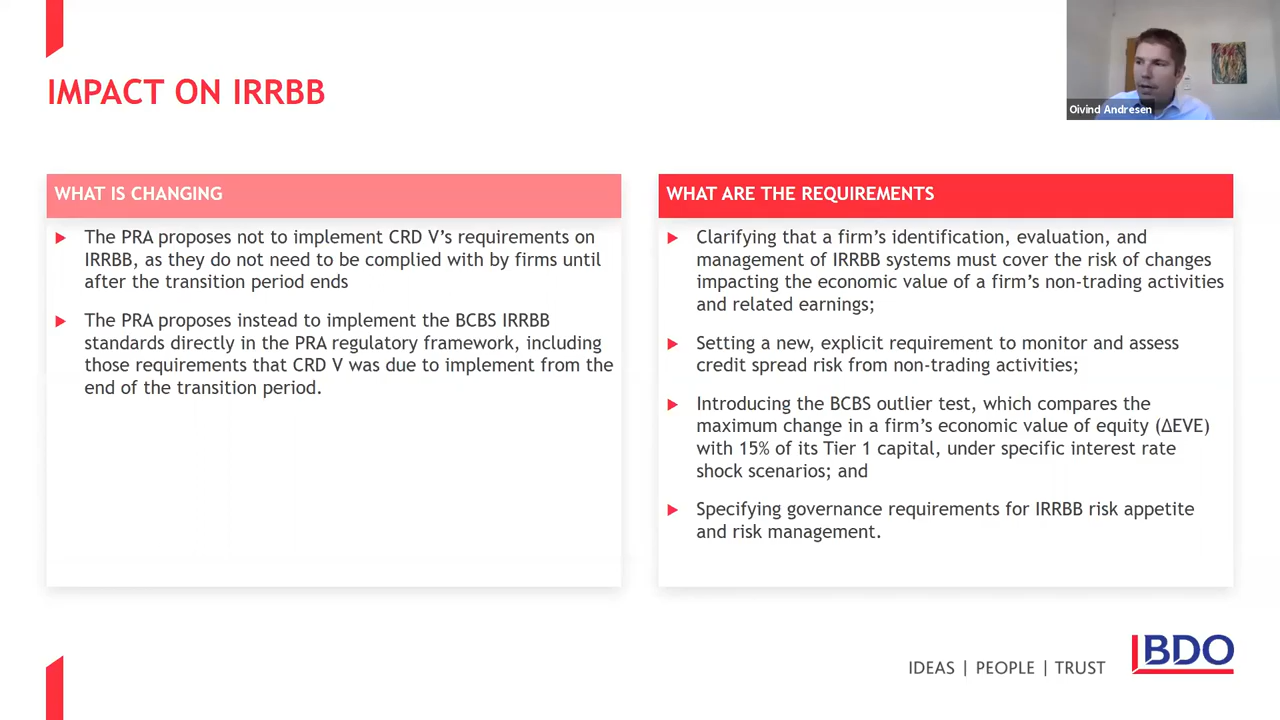 IMPACT ON IRRBB
Oivind Andresen
WHAT IS CHANGING
The PRA proposes not to implement CRD V's requirements on
IRRBB, as they do not need to be complied with by firms until
after the transition period ends
The PRA proposes instead to implement the BCBS IRRBB
standards directly in the PRA regulatory framework, including
those requirements that CRD V was due to implement from the
end of the transition period.
WHAT ARE THE REQUIREMENTS
Clarifying that a firm's identification, evaluation, and
management of IRRBB systems must cover the risk of changes
impacting the economic value of a firm's non-trading activities
and related earnings;
Setting a new, explicit requirement to monitor and assess
credit spread risk from non-trading activities;
Introducing the BCBS outlier test, which compares the
maximum change in a firm's economic value of equity (ΔEVE)
with 15% of its Tier 1 capital, under specific interest rate
shock scenarios; and
Specifying governance requirements for IRRBB risk appetite
and risk management.
IDEAS | PEOPLE | TRUST
BDO